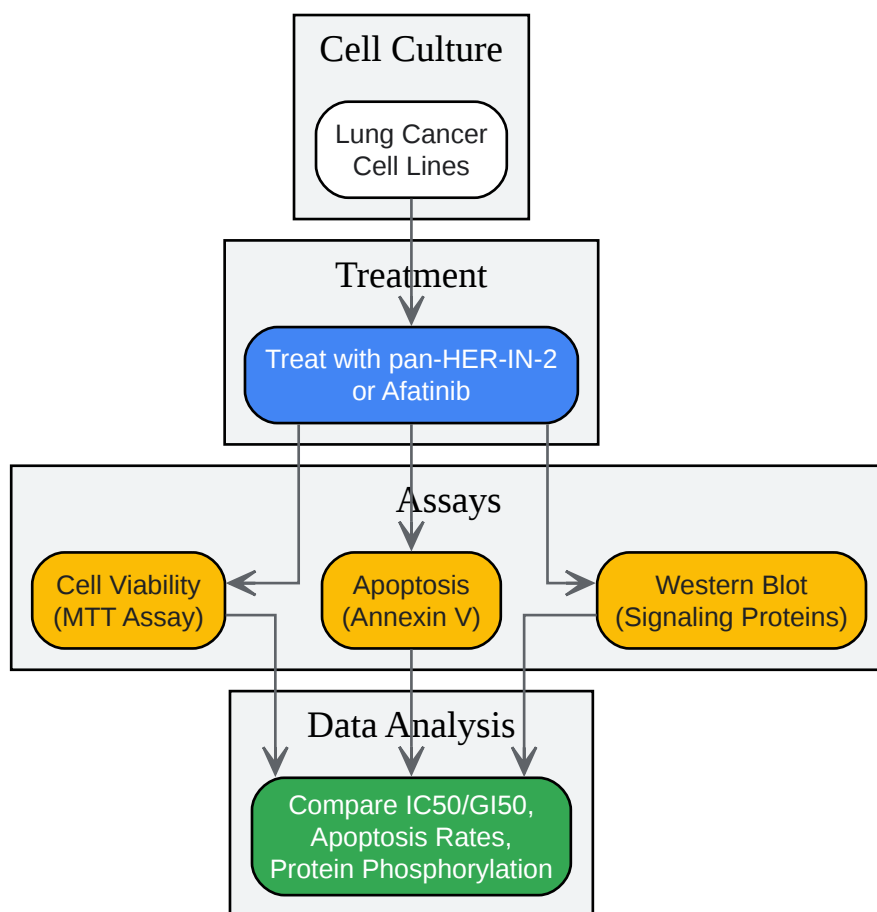 Cell Culture
Lung Cancer
Cell Lines
Treatment
Treat with pan-HER-IN-2
or Afatinib
Assays
Cell Viability
(MTT Assay)
Apoptosis
(Annexin V)
Western Blot
(Signaling Proteins)
Data Analysis
Compare IC50/GI50,
Apoptosis Rates,
Protein Phosphorylation